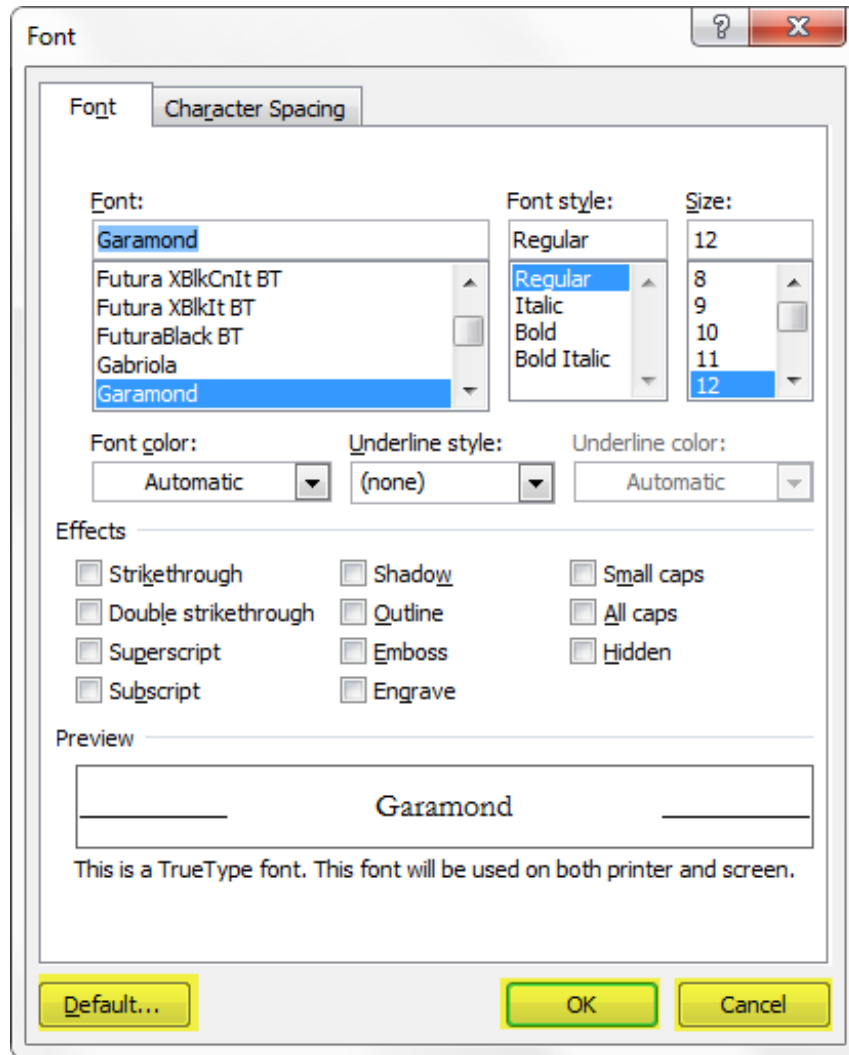 Font
Font Character Spacing
Font: Font style: Size:
Garamond Regular 12
Futura XBlkCnIt BT Regular 8
Futura XBlkIt BT Italic 9
FuturaBlack BT Bold 10
Gabriola Bold Italic 11
Garamond 12
Font color: Underline style: Underline color:
Automatic (none) Automatic
Effects
Strikethrough Shadow Small caps
Double strikethrough Outline All caps
Superscript Emboss Hidden
Subscript Engrave
Preview
Garamond
This is a TrueType font. This font will be used on both printer and screen.
Default... OK Cancel